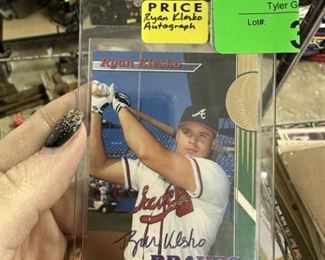 PRICE
Ryan Klesko
Autograph
Tyler G
Lot#:
Ryan Klesko
A
Braves
Ryan Klesko
BRAVES